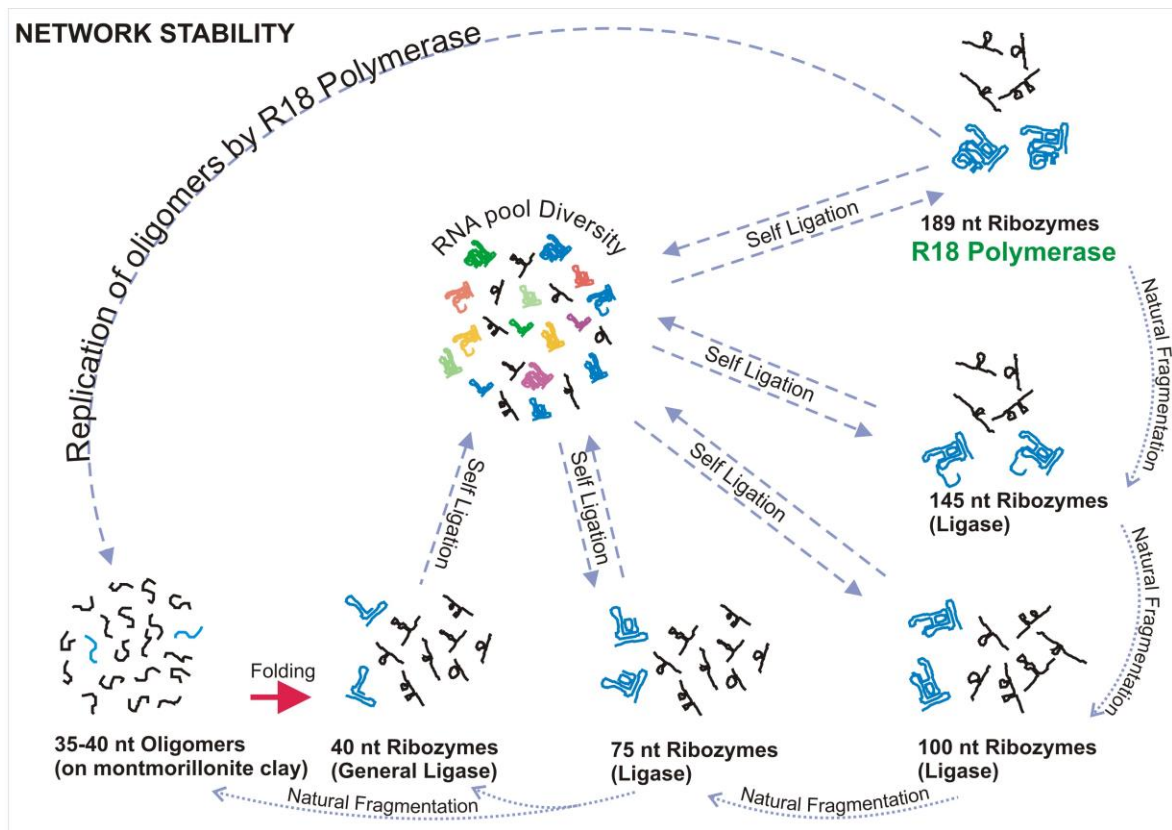 NETWORK STABILITY
Replication of oligomers by R18 Polymerase
RNA pool Diversity
Self Ligation
189 nt Ribozymes
R18 Polymerase
Natural Fragmentation
Self Ligation
145 nt Ribozymes
(Ligase)
Self Ligation
Natural Fragmentation
Self Ligation
Self Ligation
Folding
35-40 nt Oligomers
(on montmorillonite clay)
40 nt Ribozymes
(General Ligase)
75 nt Ribozymes
(Ligase)
100 nt Ribozymes
(Ligase)
Natural Fragmentation
Natural Fragmentation